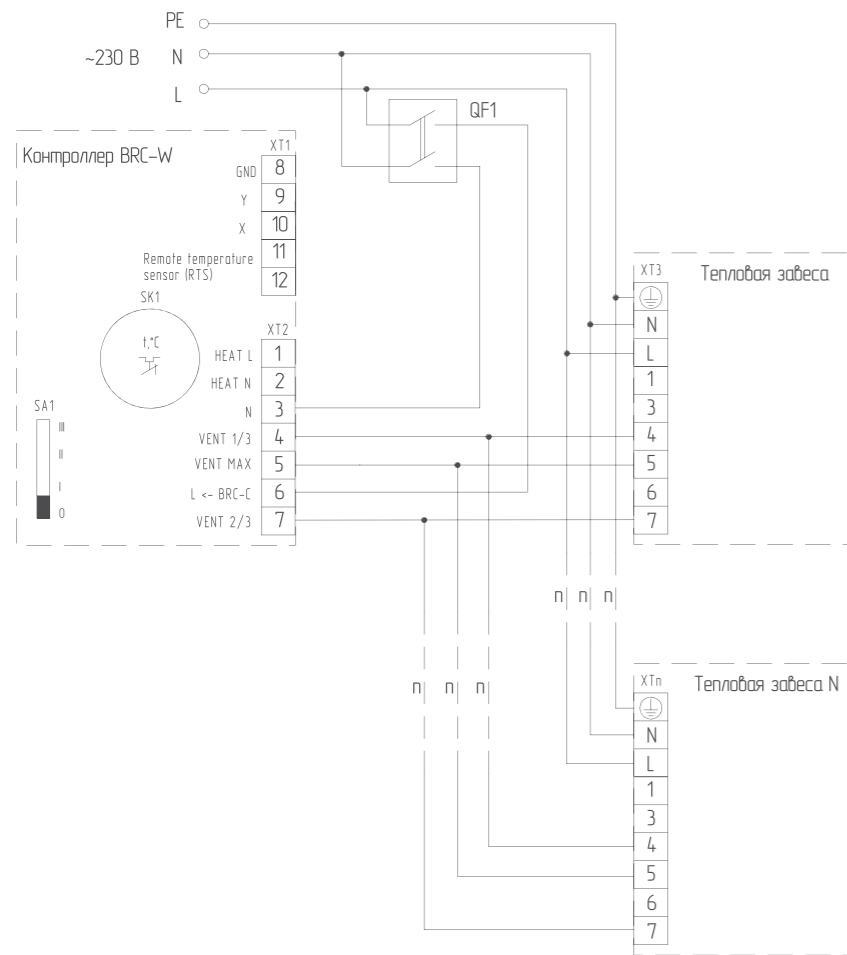 PE
~230 В N
L
QF1
Контроллер BRC-W
XT1
GND 8
Y 9
X 10
Remote temperature 11
sensor (RTS) 12
SK1
t,°C
XT2
HEAT L 1
HEAT N 2
N 3
VENT 1/3 4
VENT MAX 5
L <- BRC-C 6
VENT 2/3 7
SA1
III
II
I
0
XT3 Тепловая завеса
N
L
1
3
4
5
6
7
n n n
n n n
XTn Тепловая завеса N
N
L
1
3
4
5
6
7